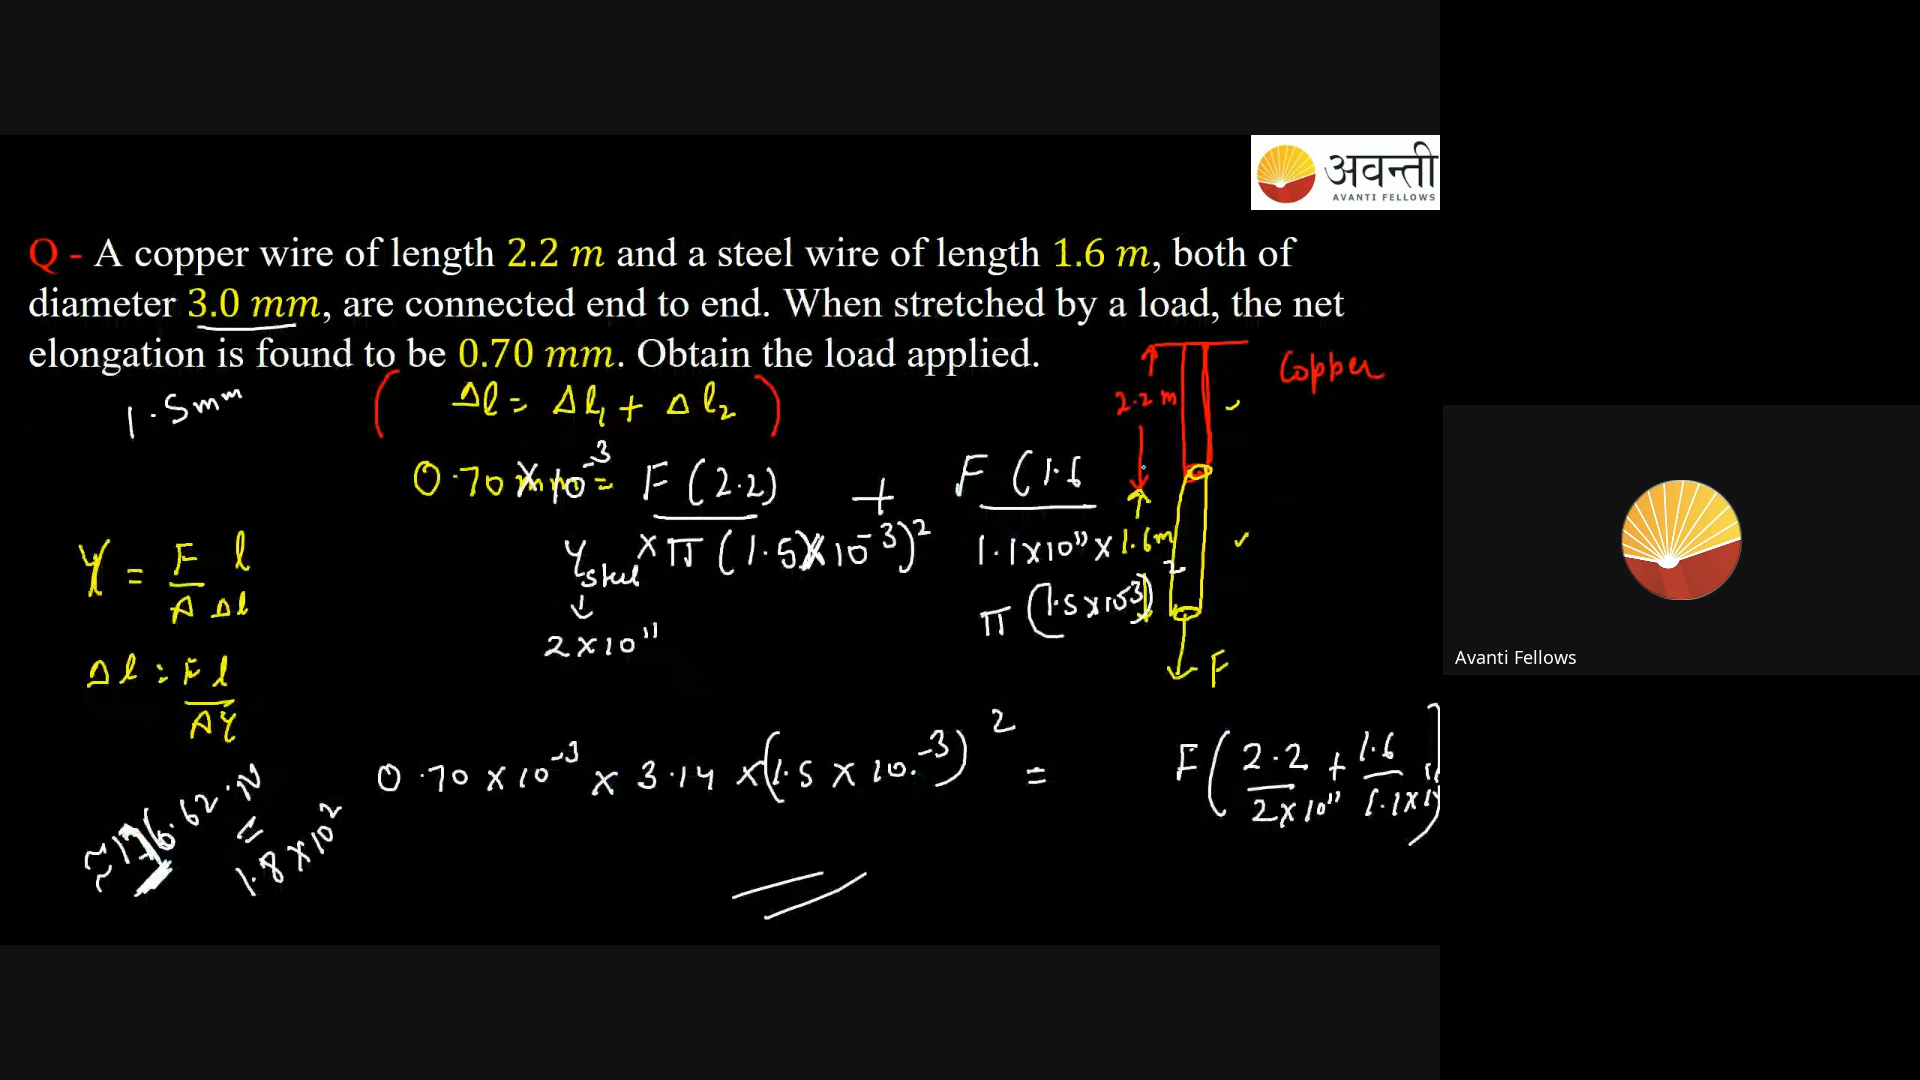 अवन्ती
AVANTI FELLOWS
Q - A copper wire of length 2.2 m and a steel wire of length 1.6 m, both of
diameter 3.0 mm, are connected end to end. When stretched by a load, the net
elongation is found to be 0.70 mm. Obtain the load applied.
1.5mm
( Δl = Δl₁ + Δl₂ )
Copper
2.2 m
0.70 × 10⁻³ = F (2.2) + F (1.6
Y steel × π (1.5 × 10⁻³)² 1.1×10¹¹ × 1.6m
↓ π (1.5 × 10⁻³)²
2 × 10¹¹
F
Y = F l
A Δl
Δl = F l
A Y
0.70 × 10⁻³ × 3.14 × (1.5 × 10⁻³)² = F ( 2.2 + 1.6
2 × 10¹¹ 1.1 × 1
≈ 176.62 N
= 1.8 × 10²
Avanti Fellows